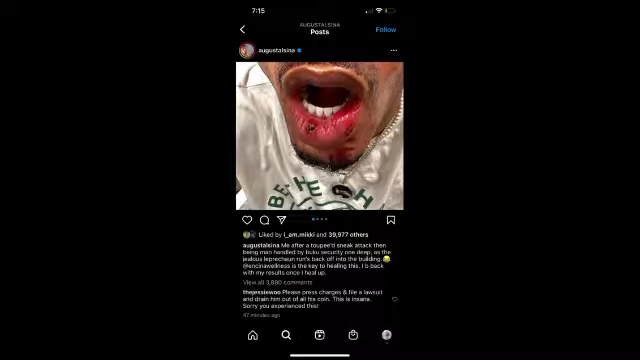 7:15
AUGUSTALSINA
Posts
Follow
augustalsina
BE HE
Liked by i_am.mikki and 39,977 others
augustalsina Me after a toupee'd sneak attack then
being man handled by buku security one deep, as the
jealous leprechaun run's back off into the building. 😂
@encinawellness is the key to healing this. I b back
with my results once I heal up.
View all 3,890 comments
thejessiewoo Please press charges & file a lawsuit
and drain him out of all his coin. This is insane.
Sorry you experienced this!
47 minutes ago